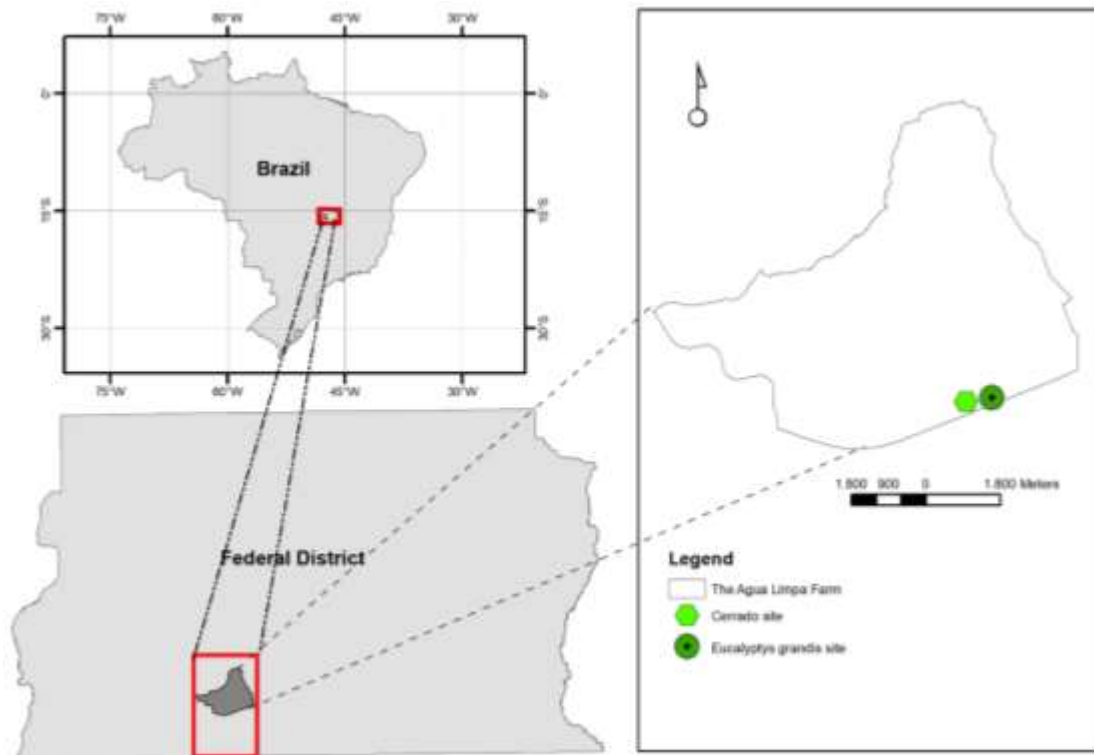 75°W 60°W 45°W 30°W
0° 0°
Brazil
15°S 15°S
30°S 30°S
75°W 60°W 45°W 30°W
Federal District
1.800 900 0 1.800 Meters
Legend
The Agua Limpa Farm
Cerrado site
Eucalyptys grandis site